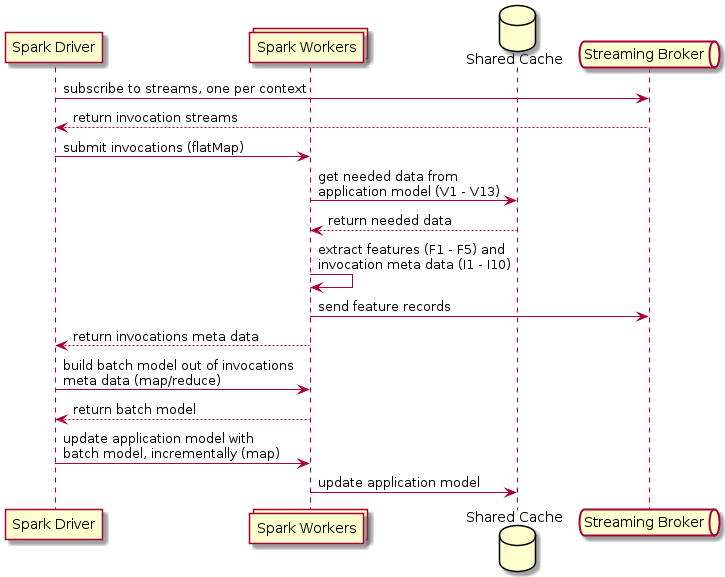 Spark Driver
Spark Workers
Shared Cache
Streaming Broker
subscribe to streams, one per context
return invocation streams
submit invocations (flatMap)
get needed data from
application model (V1 - V13)
return needed data
extract features (F1 - F5) and
invocation meta data (I1 - I10)
send feature records
return invocations meta data
build batch model out of invocations
meta data (map/reduce)
return batch model
update application model with
batch model, incrementally (map)
update application model
Spark Driver
Spark Workers
Shared Cache
Streaming Broker